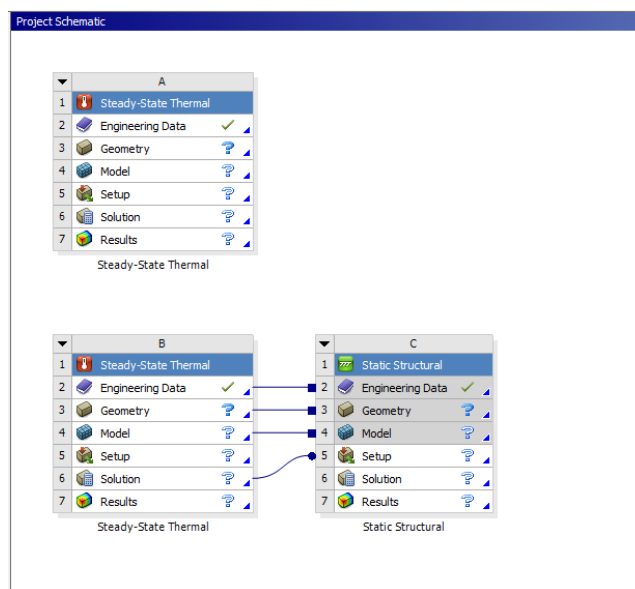 Project Schematic
A
1 Steady-State Thermal
2 Engineering Data
3 Geometry
4 Model
5 Setup
6 Solution
7 Results
Steady-State Thermal
B
1 Steady-State Thermal
2 Engineering Data
3 Geometry
4 Model
5 Setup
6 Solution
7 Results
Steady-State Thermal
C
1 Static Structural
2 Engineering Data
3 Geometry
4 Model
5 Setup
6 Solution
7 Results
Static Structural